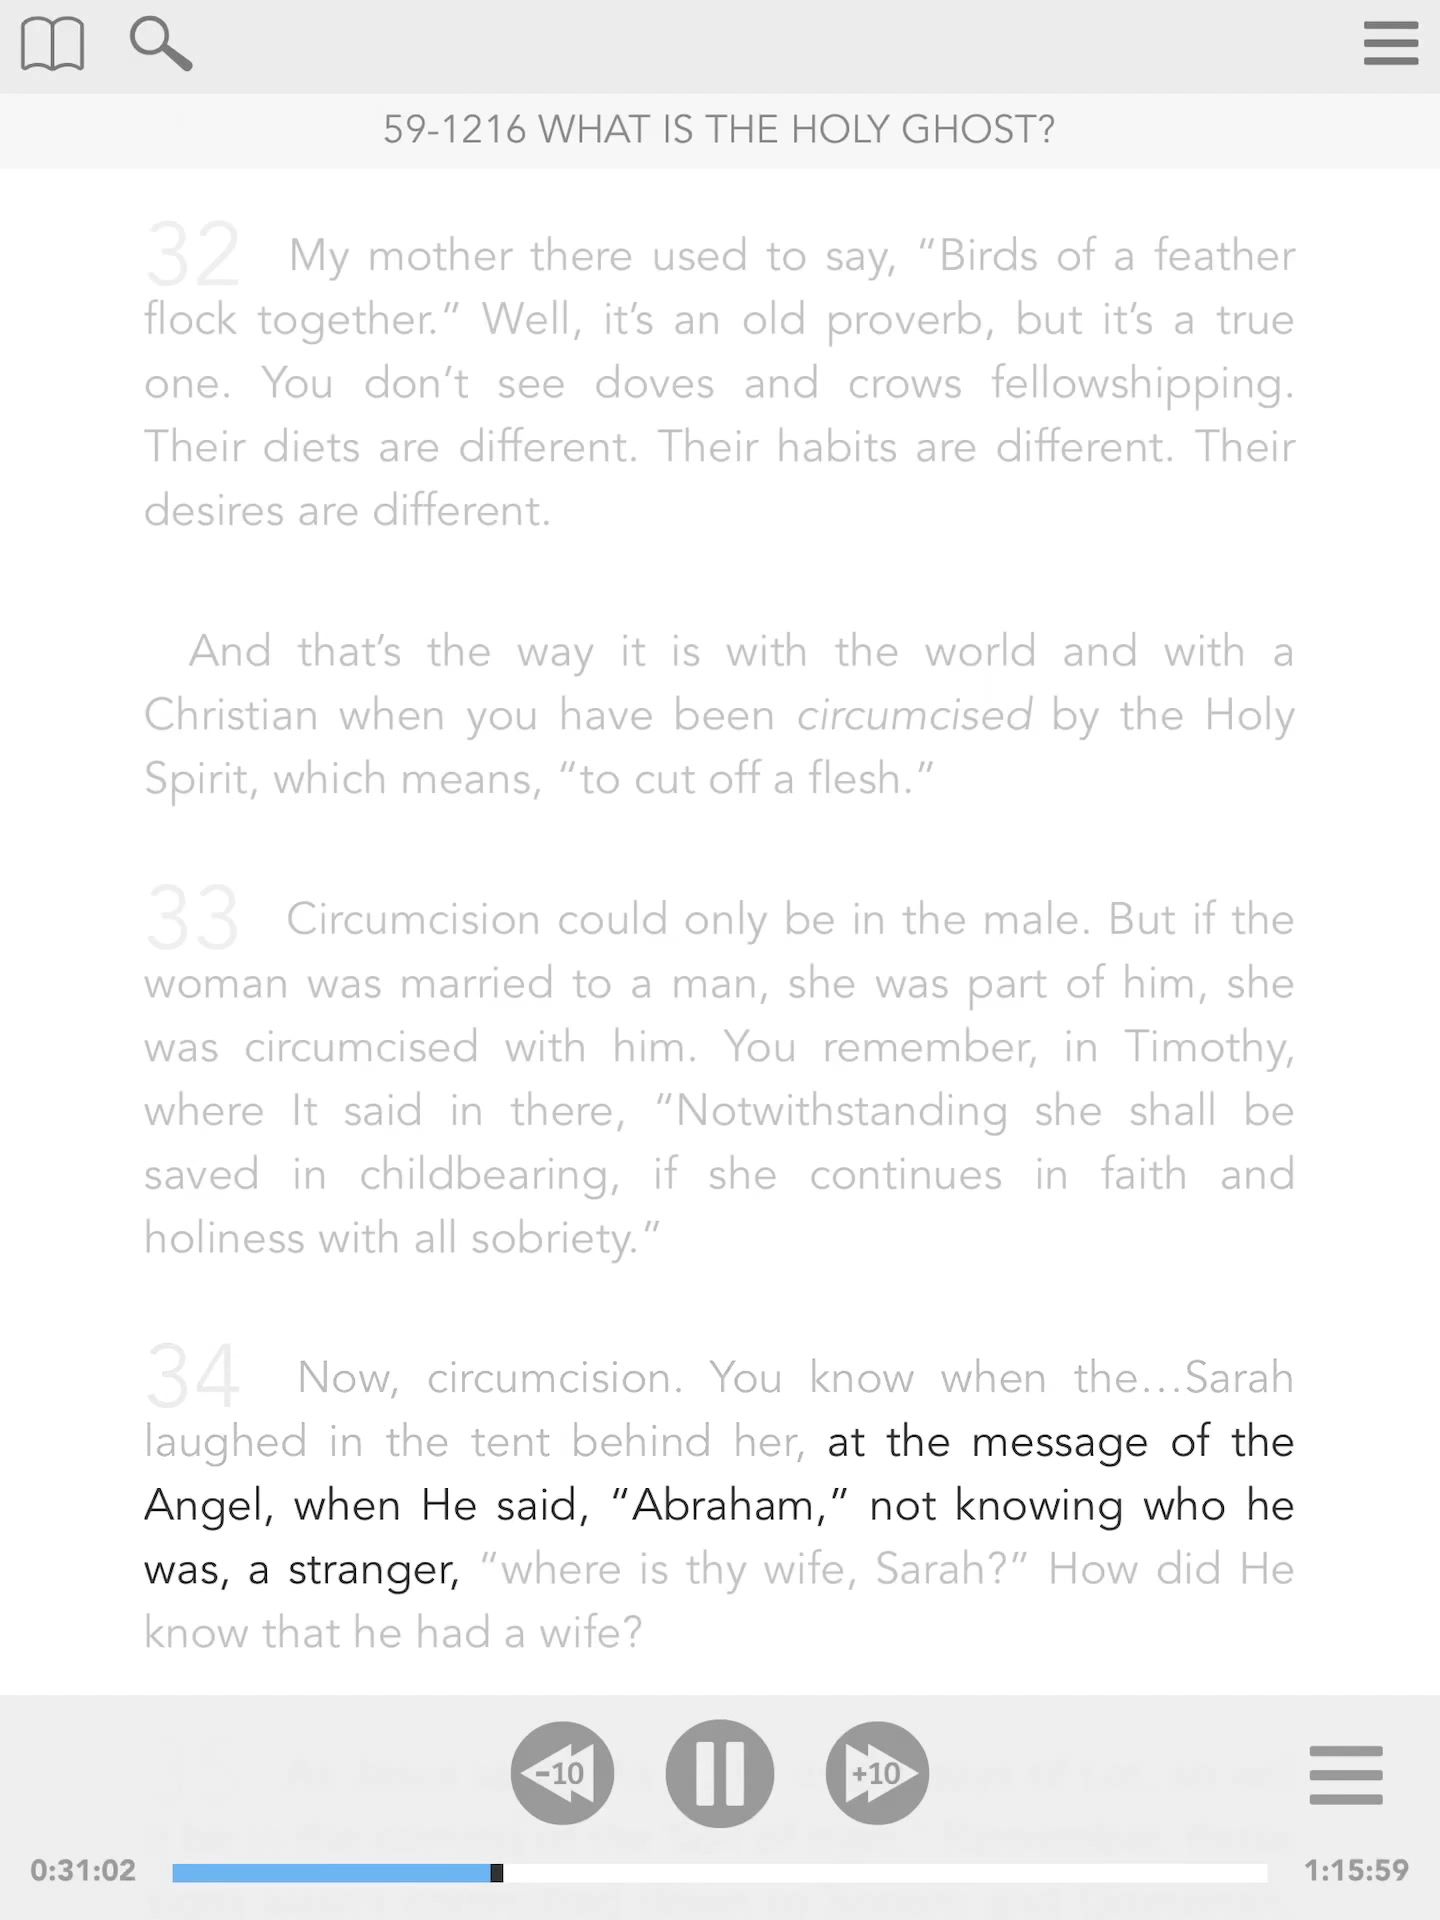 59-1216 WHAT IS THE HOLY GHOST?
32 My mother there used to say, “Birds of a feather
flock together.” Well, it’s an old proverb, but it’s a true
one. You don’t see doves and crows fellowshipping.
Their diets are different. Their habits are different. Their
desires are different.
And that’s the way it is with the world and with a
Christian when you have been circumcised by the Holy
Spirit, which means, “to cut off a flesh.”
33 Circumcision could only be in the male. But if the
woman was married to a man, she was part of him, she
was circumcised with him. You remember, in Timothy,
where It said in there, “Notwithstanding she shall be
saved in childbearing, if she continues in faith and
holiness with all sobriety.”
34 Now, circumcision. You know when the…Sarah
laughed in the tent behind her, at the message of the
Angel, when He said, “Abraham,” not knowing who he
was, a stranger, “where is thy wife, Sarah?” How did He
know that he had a wife?
-10 +10
0:31:02 1:15:59